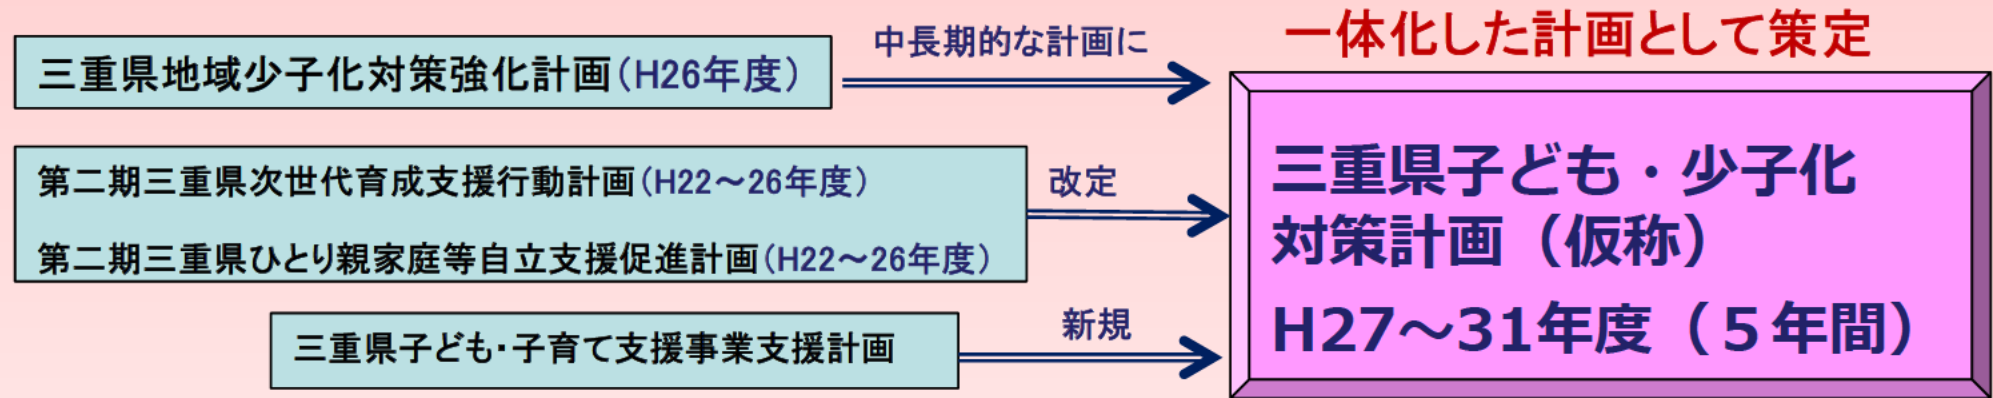 一体化した計画として策定
三重県地域少子化対策強化計画(H26年度)
中長期的な計画に
第二期三重県次世代育成支援行動計画(H22～26年度)
第二期三重県ひとり親家庭等自立支援促進計画(H22～26年度)
改定
三重県子ども・子育て支援事業支援計画
新規
三重県子ども・少子化
対策計画（仮称）
H27～31年度（５年間）